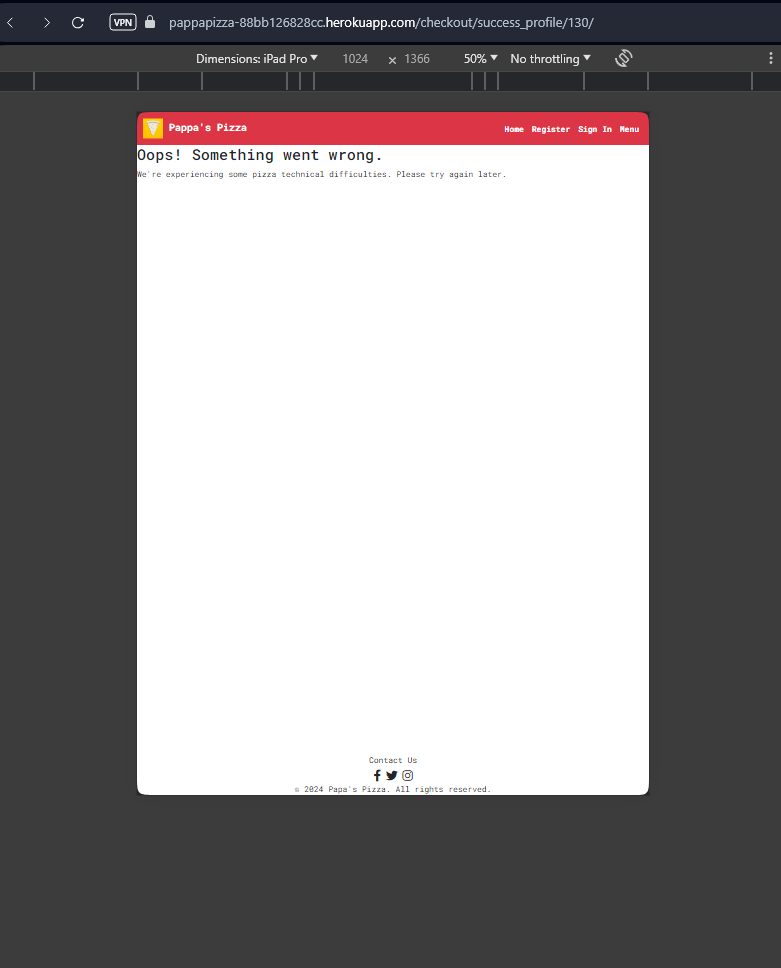 VPN pappapizza-88bb126828cc.herokuapp.com/checkout/success_profile/130/
Dimensions: iPad Pro 1024 × 1366 50% No throttling
Pappa's Pizza Home Register Sign In Menu
Oops! Something went wrong.
We're experiencing some pizza technical difficulties. Please try again later.
Contact Us
© 2024 Papa's Pizza. All rights reserved.